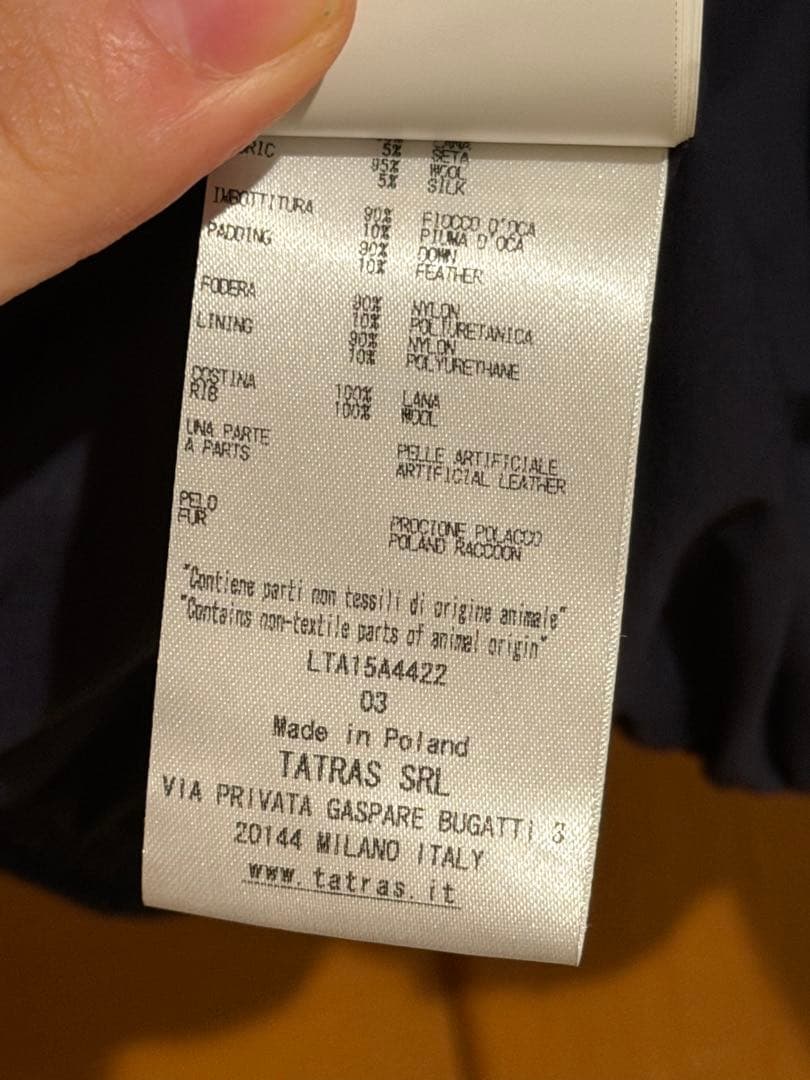 5% SETA
95% WOOL
5% SILK
IMBOTTITURA 90% FIOCCO D'OCA
10% PIUMA D'OCA
PADDING 90% DOWN
10% FEATHER
FODERA 90% NYLON
10% POLIURETANICA
LINING 90% NYLON
10% POLYURETHANE
COSTINA 100% LANA
RIB 100% WOOL
UNA PARTE PELLE ARTIFICIALE
A PARTS ARTIFICIAL LEATHER
PELO PROCIONE POLACCO
FUR POLAND RACCOON
"Contiene parti non tessili di origine animale"
"Contains non-textile parts of animal origin"
LTA15A4422
03
Made in Poland
TATRAS SRL
VIA PRIVATA GASPARE BUGATTI 3
20144 MILANO ITALY
www.tatras.it